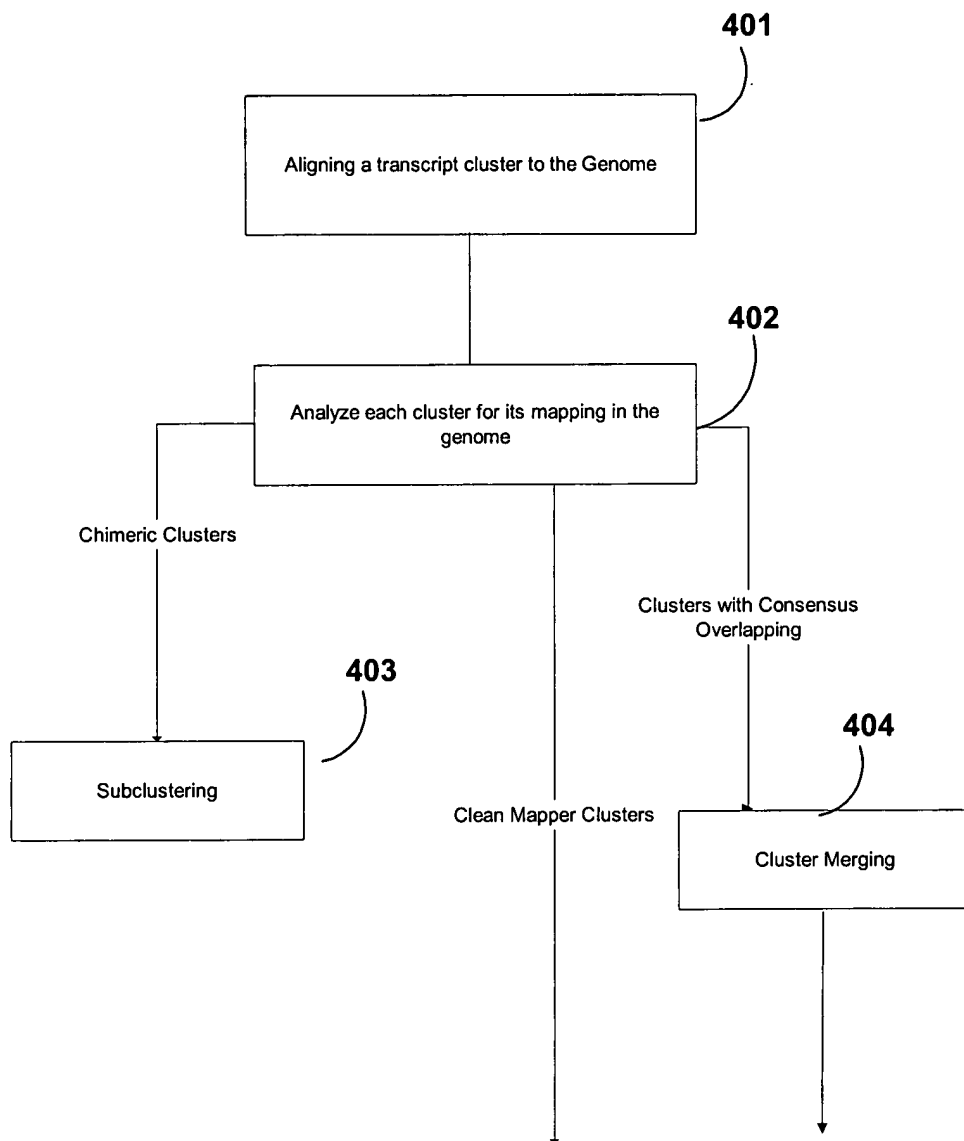 401
Aligning a transcript cluster to the Genome
402
Analyze each cluster for its mapping in the
genome
Chimeric Clusters
Clusters with Consensus
Overlapping
403
404
Subclustering
Clean Mapper Clusters
Cluster Merging